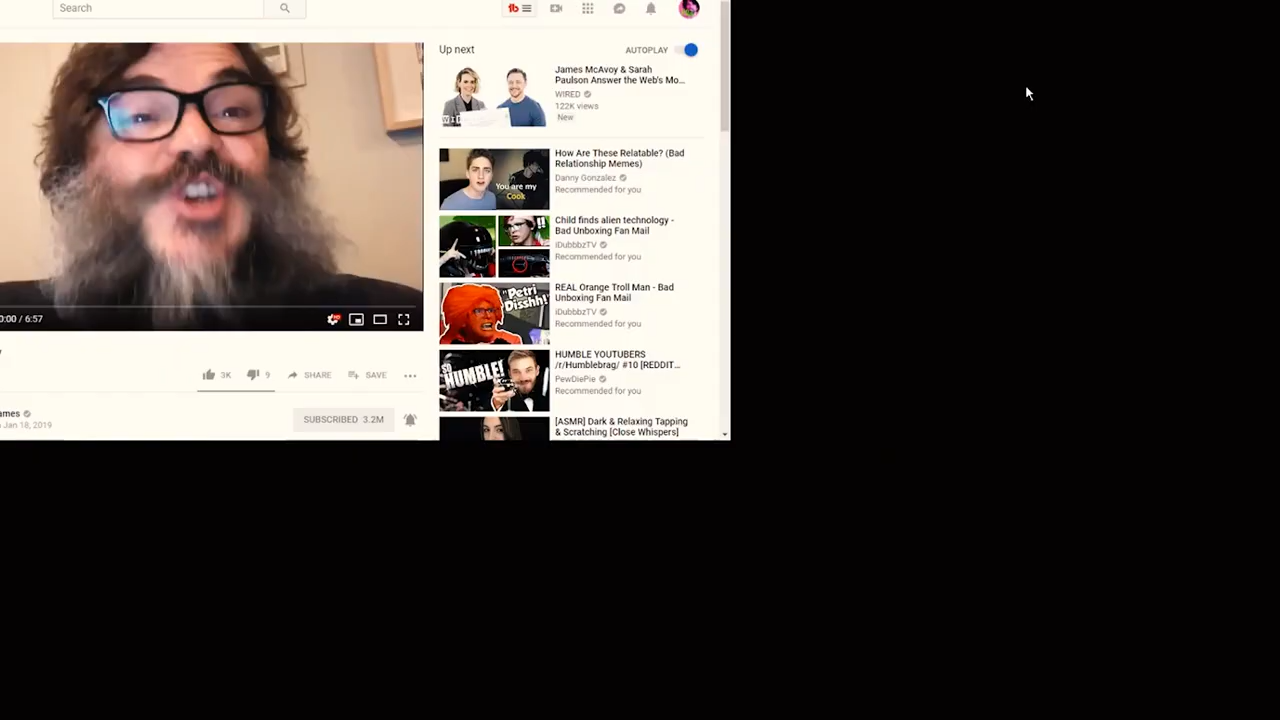 Search
Up next
AUTOPLAY
James McAvoy & Sarah
Paulson Answer the Web's Mo...
WIRED
122K views
New
How Are These Relatable? (Bad
Relationship Memes)
Danny Gonzalez
Recommended for you
You are my
Cook
Child finds alien technology -
Bad Unboxing Fan Mail
iDubbbzTV
Recommended for you
REAL Orange Troll Man - Bad
Unboxing Fan Mail
iDubbbzTV
Recommended for you
"Petri
Disshh!"
HUMBLE YOUTUBERS
/r/Humblebrag/ #10 [REDDIT...
PewDiePie
Recommended for you
SO
HUMBLE!
[ASMR] Dark & Relaxing Tapping
& Scratching [Close Whispers]
0:00 / 6:57
3K
9
SHARE
SAVE
ames
Jan 18, 2019
SUBSCRIBED 3.2M